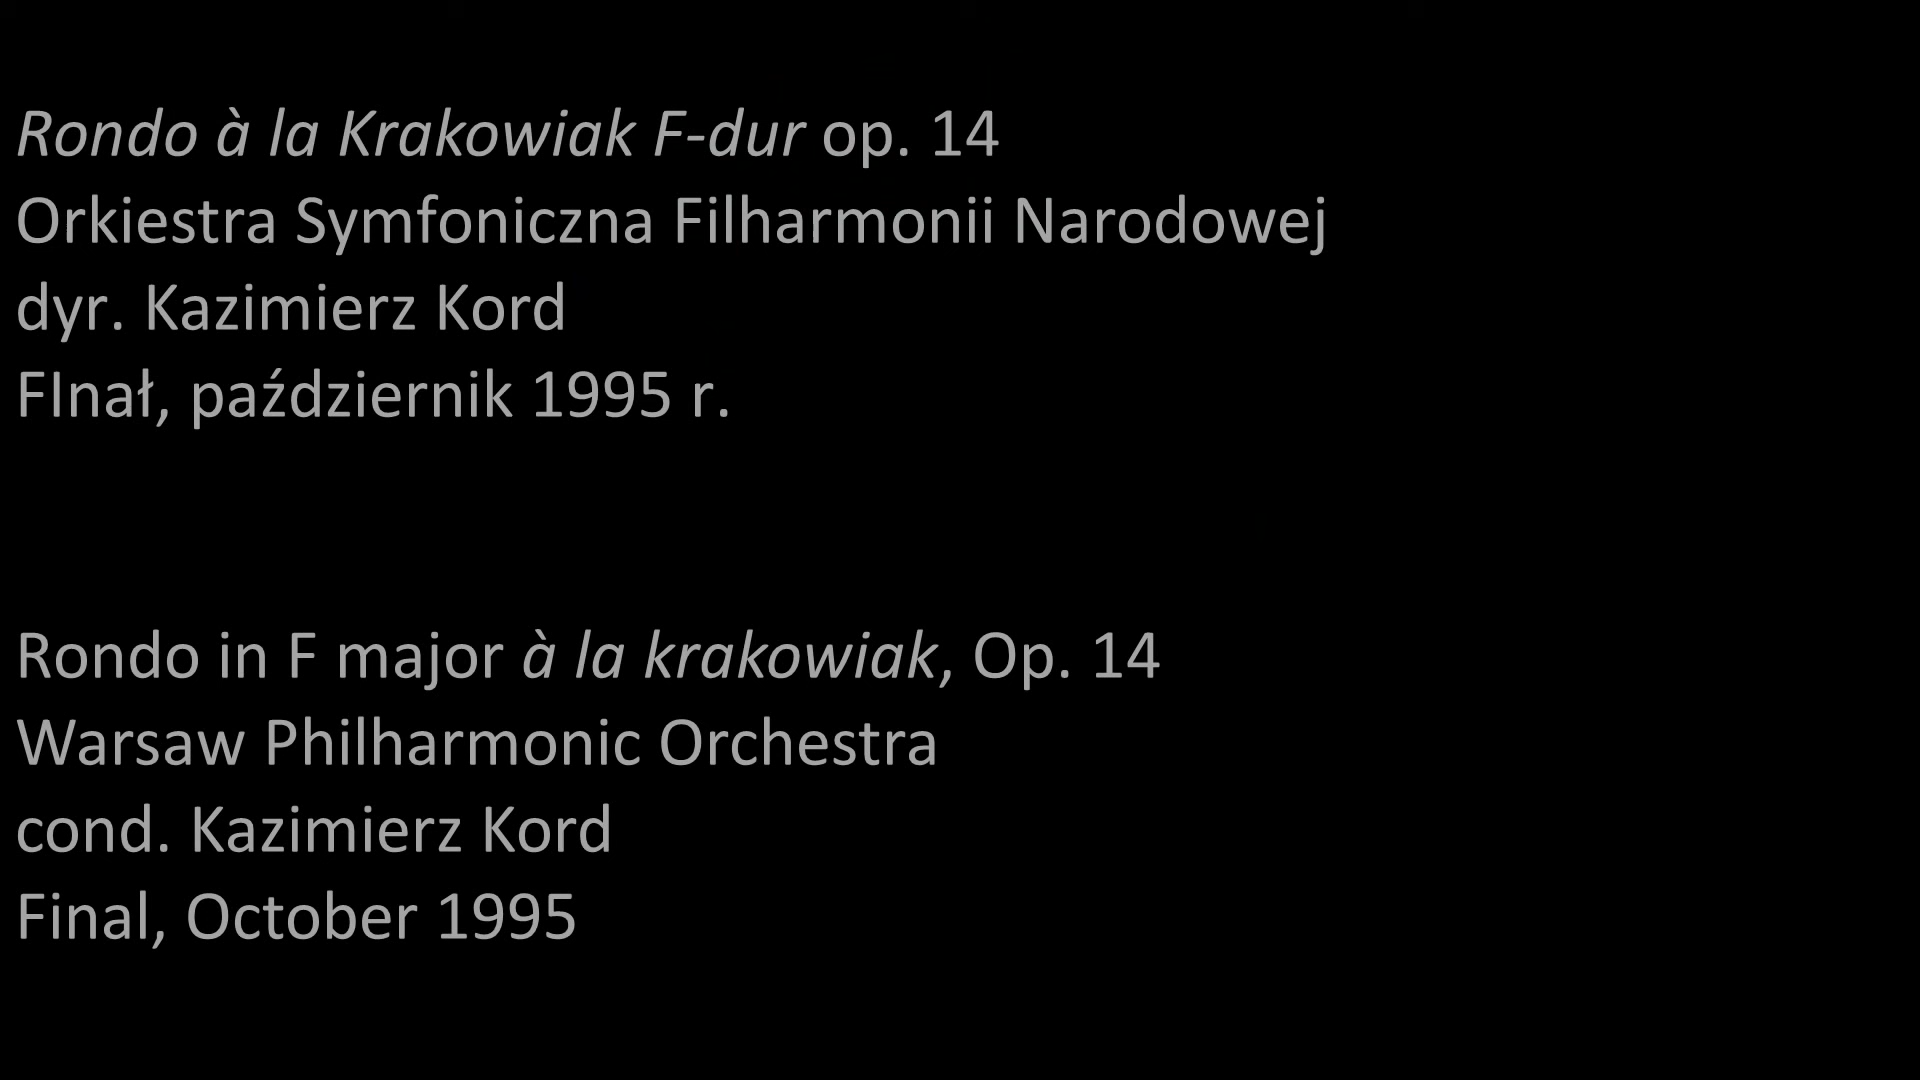 Rondo à la Krakowiak F-dur op. 14
Orkiestra Symfoniczna Filharmonii Narodowej
dyr. Kazimierz Kord
FInał, październik 1995 r.
Rondo in F major à la krakowiak, Op. 14
Warsaw Philharmonic Orchestra
cond. Kazimierz Kord
Final, October 1995